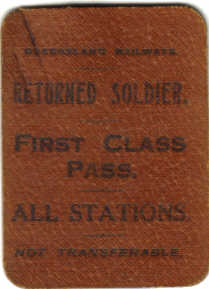 QUEENSLAND RAILWAYS
RETURNED SOLDIER.
FIRST CLASS
PASS.
ALL STATIONS.
NOT TRANSFERABLE.